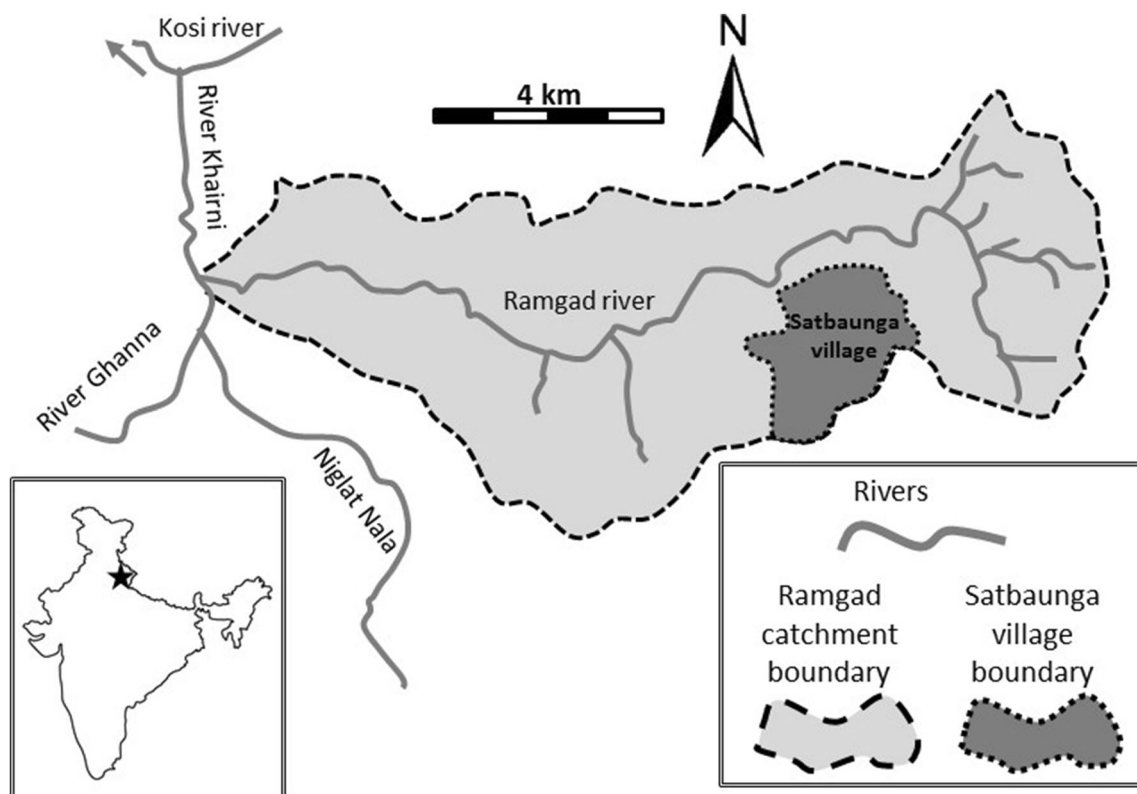 Kosi river
N
4 km
River Khairni
Ramgad river
Satbaunga
village
River Ghanna
Niglat Nala
Rivers
Ramgad
catchment
boundary
Satbaunga
village
boundary